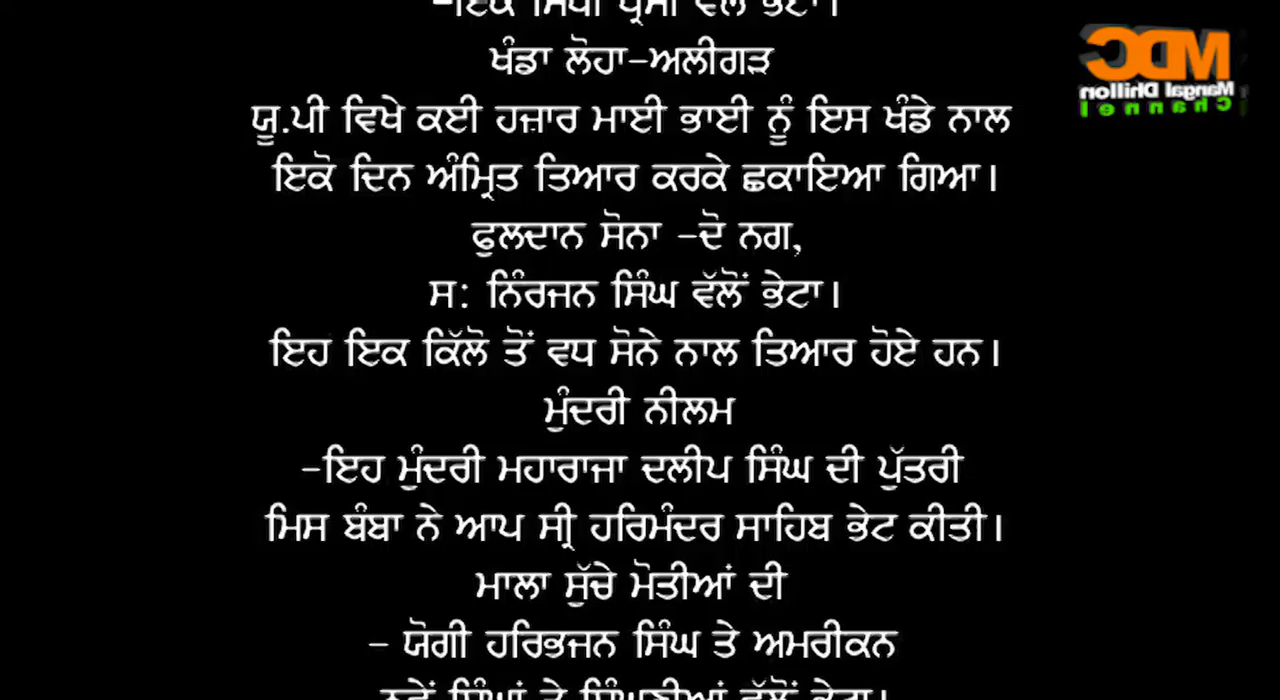 ਖੰਡਾ ਲੋਹਾ-ਅਲੀਗੜ
ਯੂ.ਪੀ ਵਿਖੇ ਕਈ ਹਜ਼ਾਰ ਮਾਈ ਭਾਈ ਨੂੰ ਇਸ ਖੰਡੇ ਨਾਲ
ਇਕੋ ਦਿਨ ਅੰਮ੍ਰਿਤ ਤਿਆਰ ਕਰਕੇ ਛਕਾਇਆ ਗਿਆ।
ਫੁਲਦਾਨ ਸੋਨਾ -ਦੋ ਨਗ,
ਸ: ਨਿੰਰਜਨ ਸਿੰਘ ਵੱਲੋਂ ਭੇਟਾ।
ਇਹ ਇਕ ਕਿੱਲੋ ਤੋਂ ਵਧ ਸੋਨੇ ਨਾਲ ਤਿਆਰ ਹੋਏ ਹਨ।
ਮੁੰਦਰੀ ਨੀਲਮ
-ਇਹ ਮੁੰਦਰੀ ਮਹਾਰਾਜਾ ਦਲੀਪ ਸਿੰਘ ਦੀ ਪੁੱਤਰੀ
ਮਿਸ ਬੰਬਾ ਨੇ ਆਪ ਸ੍ਰੀ ਹਰਿਮੰਦਰ ਸਾਹਿਬ ਭੇਟ ਕੀਤੀ।
ਮਾਲਾ ਸੁੱਚੇ ਮੋਤੀਆਂ ਦੀ
- ਯੋਗੀ ਹਰਿਭਜਨ ਸਿੰਘ ਤੇ ਅਮਰੀਕਨ
MDC
Mangal Dhillon
Channel